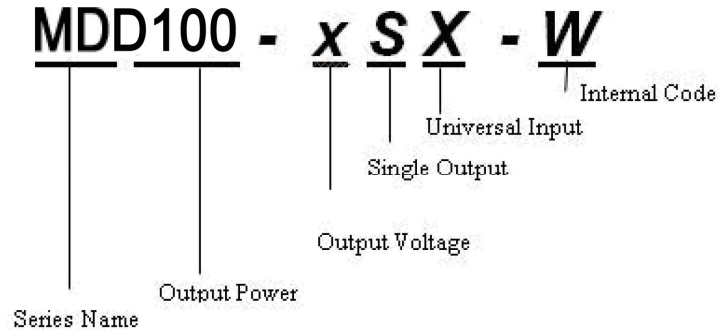 MDD100 - x S X - W
Internal Code
Universal Input
Single Output
Output Voltage
Output Power
Series Name